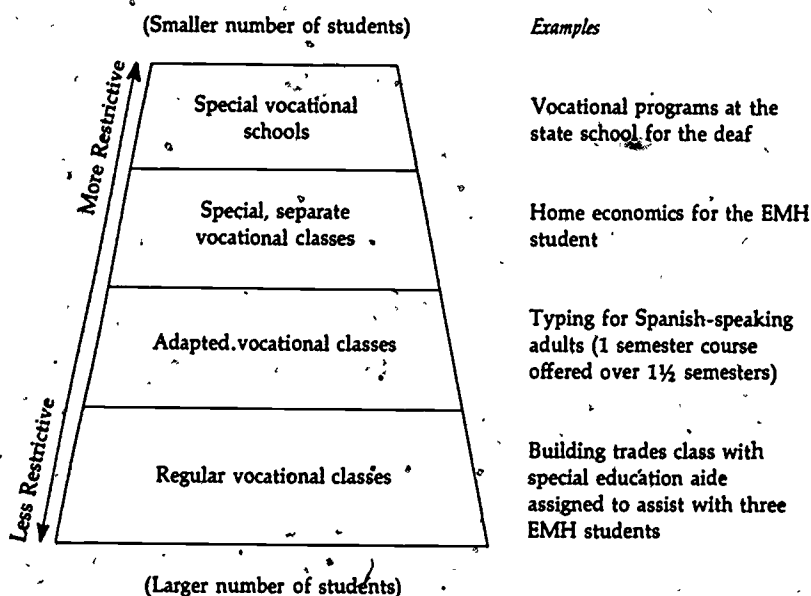 (Smaller number of students)
Examples
More Restrictive
Less Restrictive
Special vocational
schools
Vocational programs at the
state school for the deaf
Special, separate
vocational classes
Home economics for the EMH
student
Adapted vocational classes
Typing for Spanish-speaking
adults (1 semester course
offered over 1½ semesters)
Regular vocational classes
Building trades class with
special education aide
assigned to assist with three
EMH students
(Larger number of students)